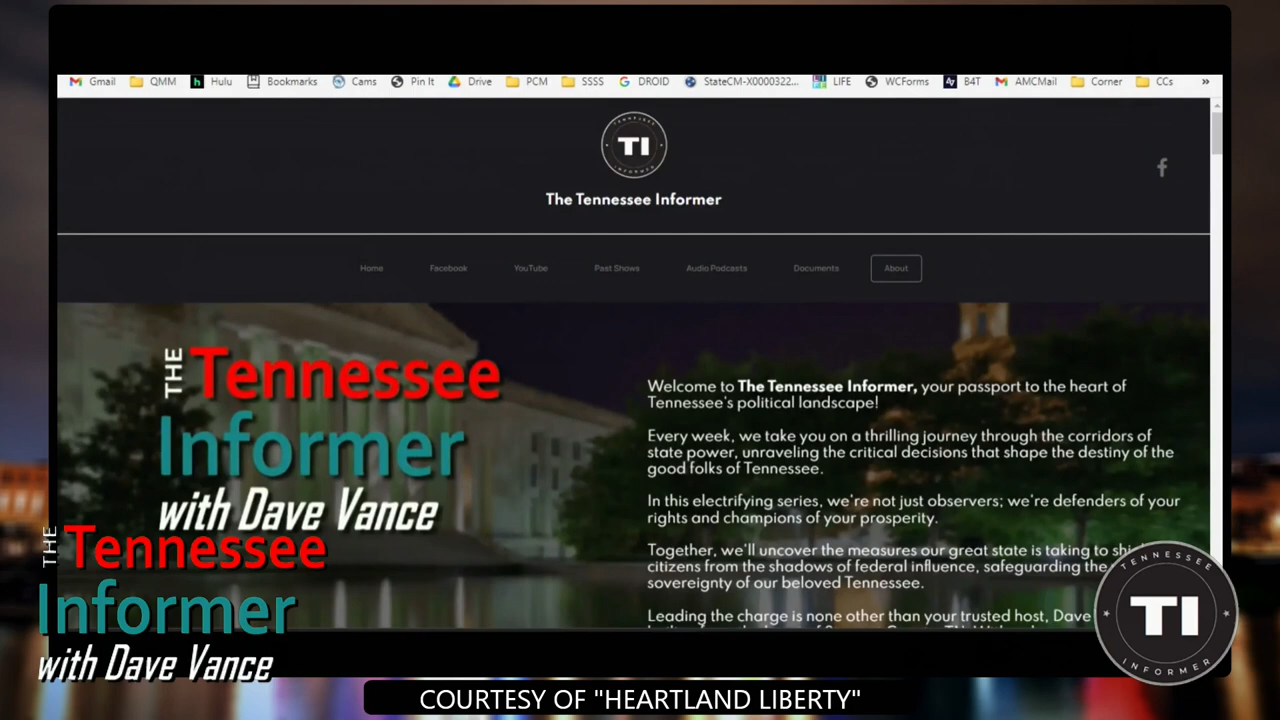 Gmail QMM Hulu Bookmarks Cams Pin It Drive PCM SSSS DROID StateCM-X0000322... LIFE WCForms B4T AMCMail Corner CCs »
TENNESSEE
TI
INFORMER
The Tennessee Informer
Home Facebook YouTube Past Shows Audio Podcasts Documents About
THE Tennessee
Informer
with Dave Vance
Welcome to The Tennessee Informer, your passport to the heart of
Tennessee's political landscape!
Every week, we take you on a thrilling journey through the corridors of
state power, unraveling the critical decisions that shape the destiny of the
good folks of Tennessee.
In this electrifying series, we're not just observers; we're defenders of your
rights and champions of your prosperity.
Together, we'll uncover the measures our great state is taking to
citizens from the shadows of federal influence, safeguarding the
sovereignty of our beloved Tennessee.
Leading the charge is none other than your trusted host, Dave
THE Tennessee
Informer
with Dave Vance
TENNESSEE
TI
INFORMER
COURTESY OF "HEARTLAND LIBERTY"